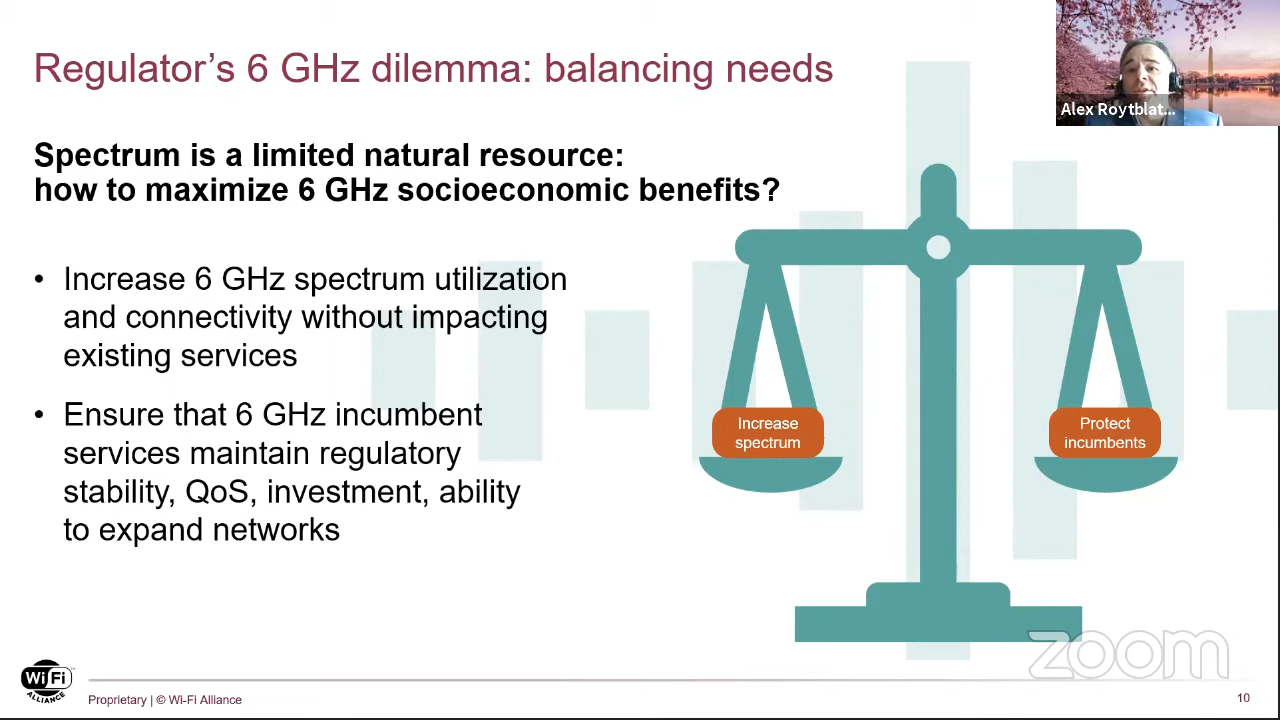 Regulator’s 6 GHz dilemma: balancing needs
Alex Roytblat...
Spectrum is a limited natural resource:
how to maximize 6 GHz socioeconomic benefits?
• Increase 6 GHz spectrum utilization
and connectivity without impacting
existing services
• Ensure that 6 GHz incumbent
services maintain regulatory
stability, QoS, investment, ability
to expand networks
Increase
spectrum
Protect
incumbents
zoom
Wi Fi
ALLIANCE
Proprietary | © Wi-Fi Alliance
10